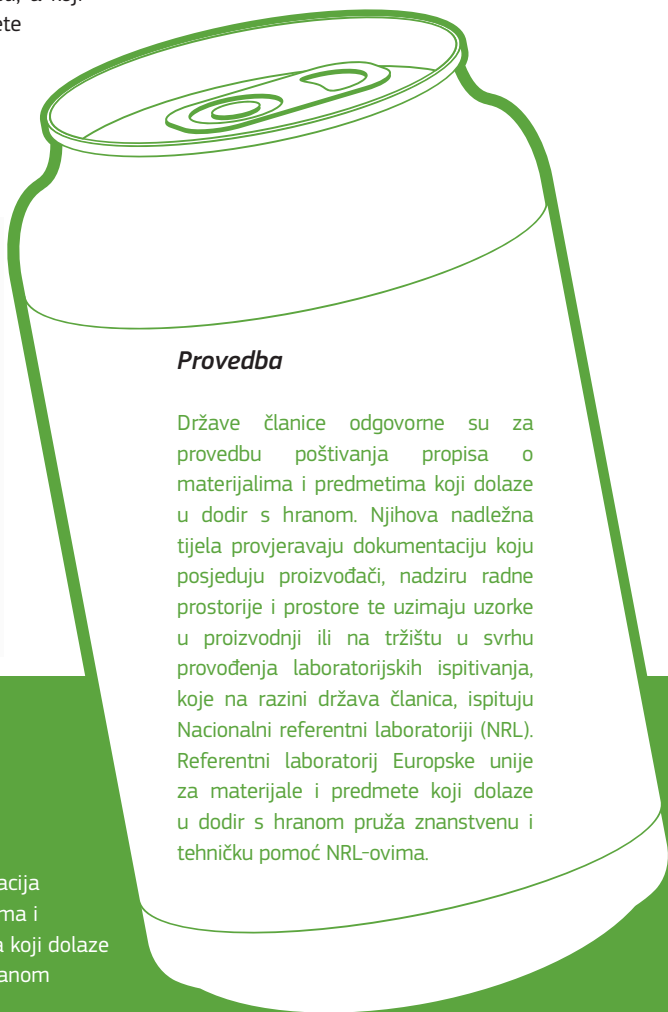 koji
ete
Provedba
Države članice odgovorne su za
provedbu poštivanja propisa o
materijalima i predmetima koji dolaze
u dodir s hranom. Njihova nadležna
tijela provjeravaju dokumentaciju koju
posjeduju proizvođači, nadziru radne
prostorije i prostore te uzimaju uzorke
u proizvodnji ili na tržištu u svrhu
provođenja laboratorijskih ispitivanja,
koje na razini država članica, ispituju
Nacionalni referentni laboratoriji (NRL).
Referentni laboratorij Europske unije
za materijale i predmete koji dolaze
u dodir s hranom pruža znanstvenu i
tehničku pomoć NRL-ovima.
acija
ma i
a koji dolaze
anom